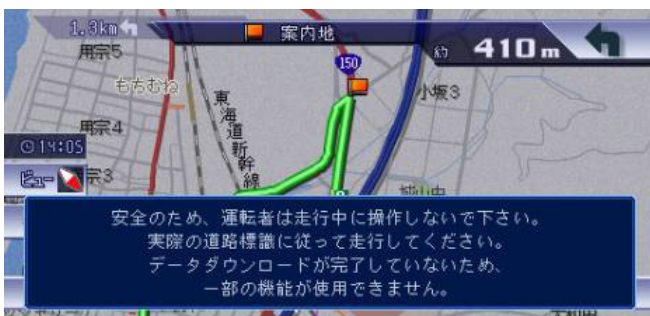 1.3km
案内地
約 410m
用宗5
150
もちむね
小坂3
東海道新幹線
用宗4
14:05
ビュー
宗3
安全のため、運転者は走行中に操作しないで下さい。
実際の道路標識に従って走行してください。
データダウンロードが完了していないため、
一部の機能が使用できません。